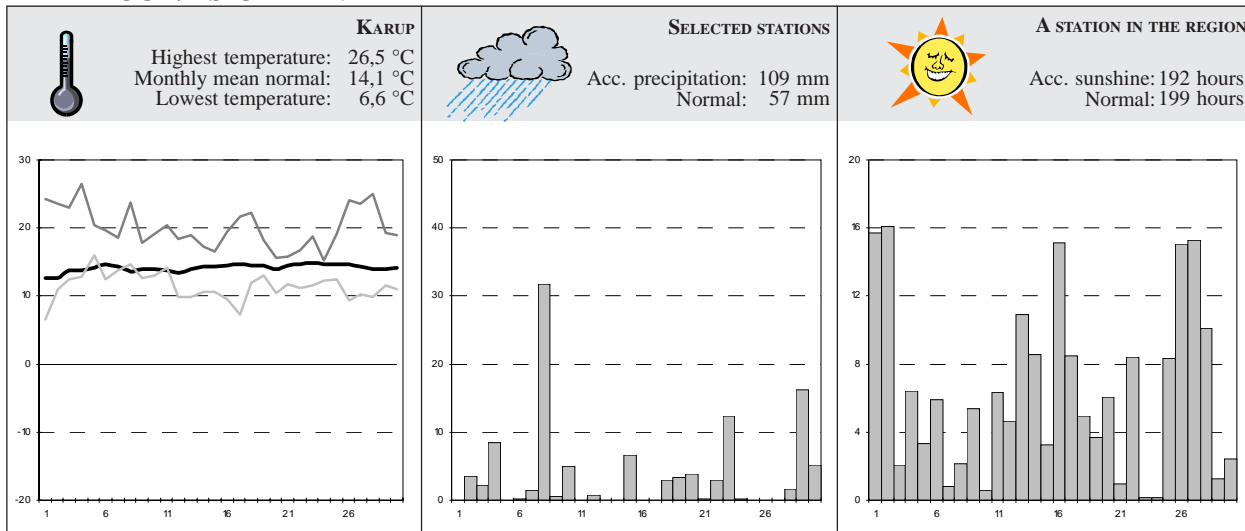 KARUP
Highest temperature: 26,5 °C
Monthly mean normal: 14,1 °C
Lowest temperature: 6,6 °C
SELECTED STATIONS
Acc. precipitation: 109 mm
Normal: 57 mm
A STATION IN THE REGION
Acc. sunshine: 192 hours
Normal: 199 hours
30
20
10
0
-10
-20
1 6 11 16 21 26
50
40
30
20
10
0
1 6 11 16 21 26
20
16
12
8
4
0
1 6 11 16 21 26